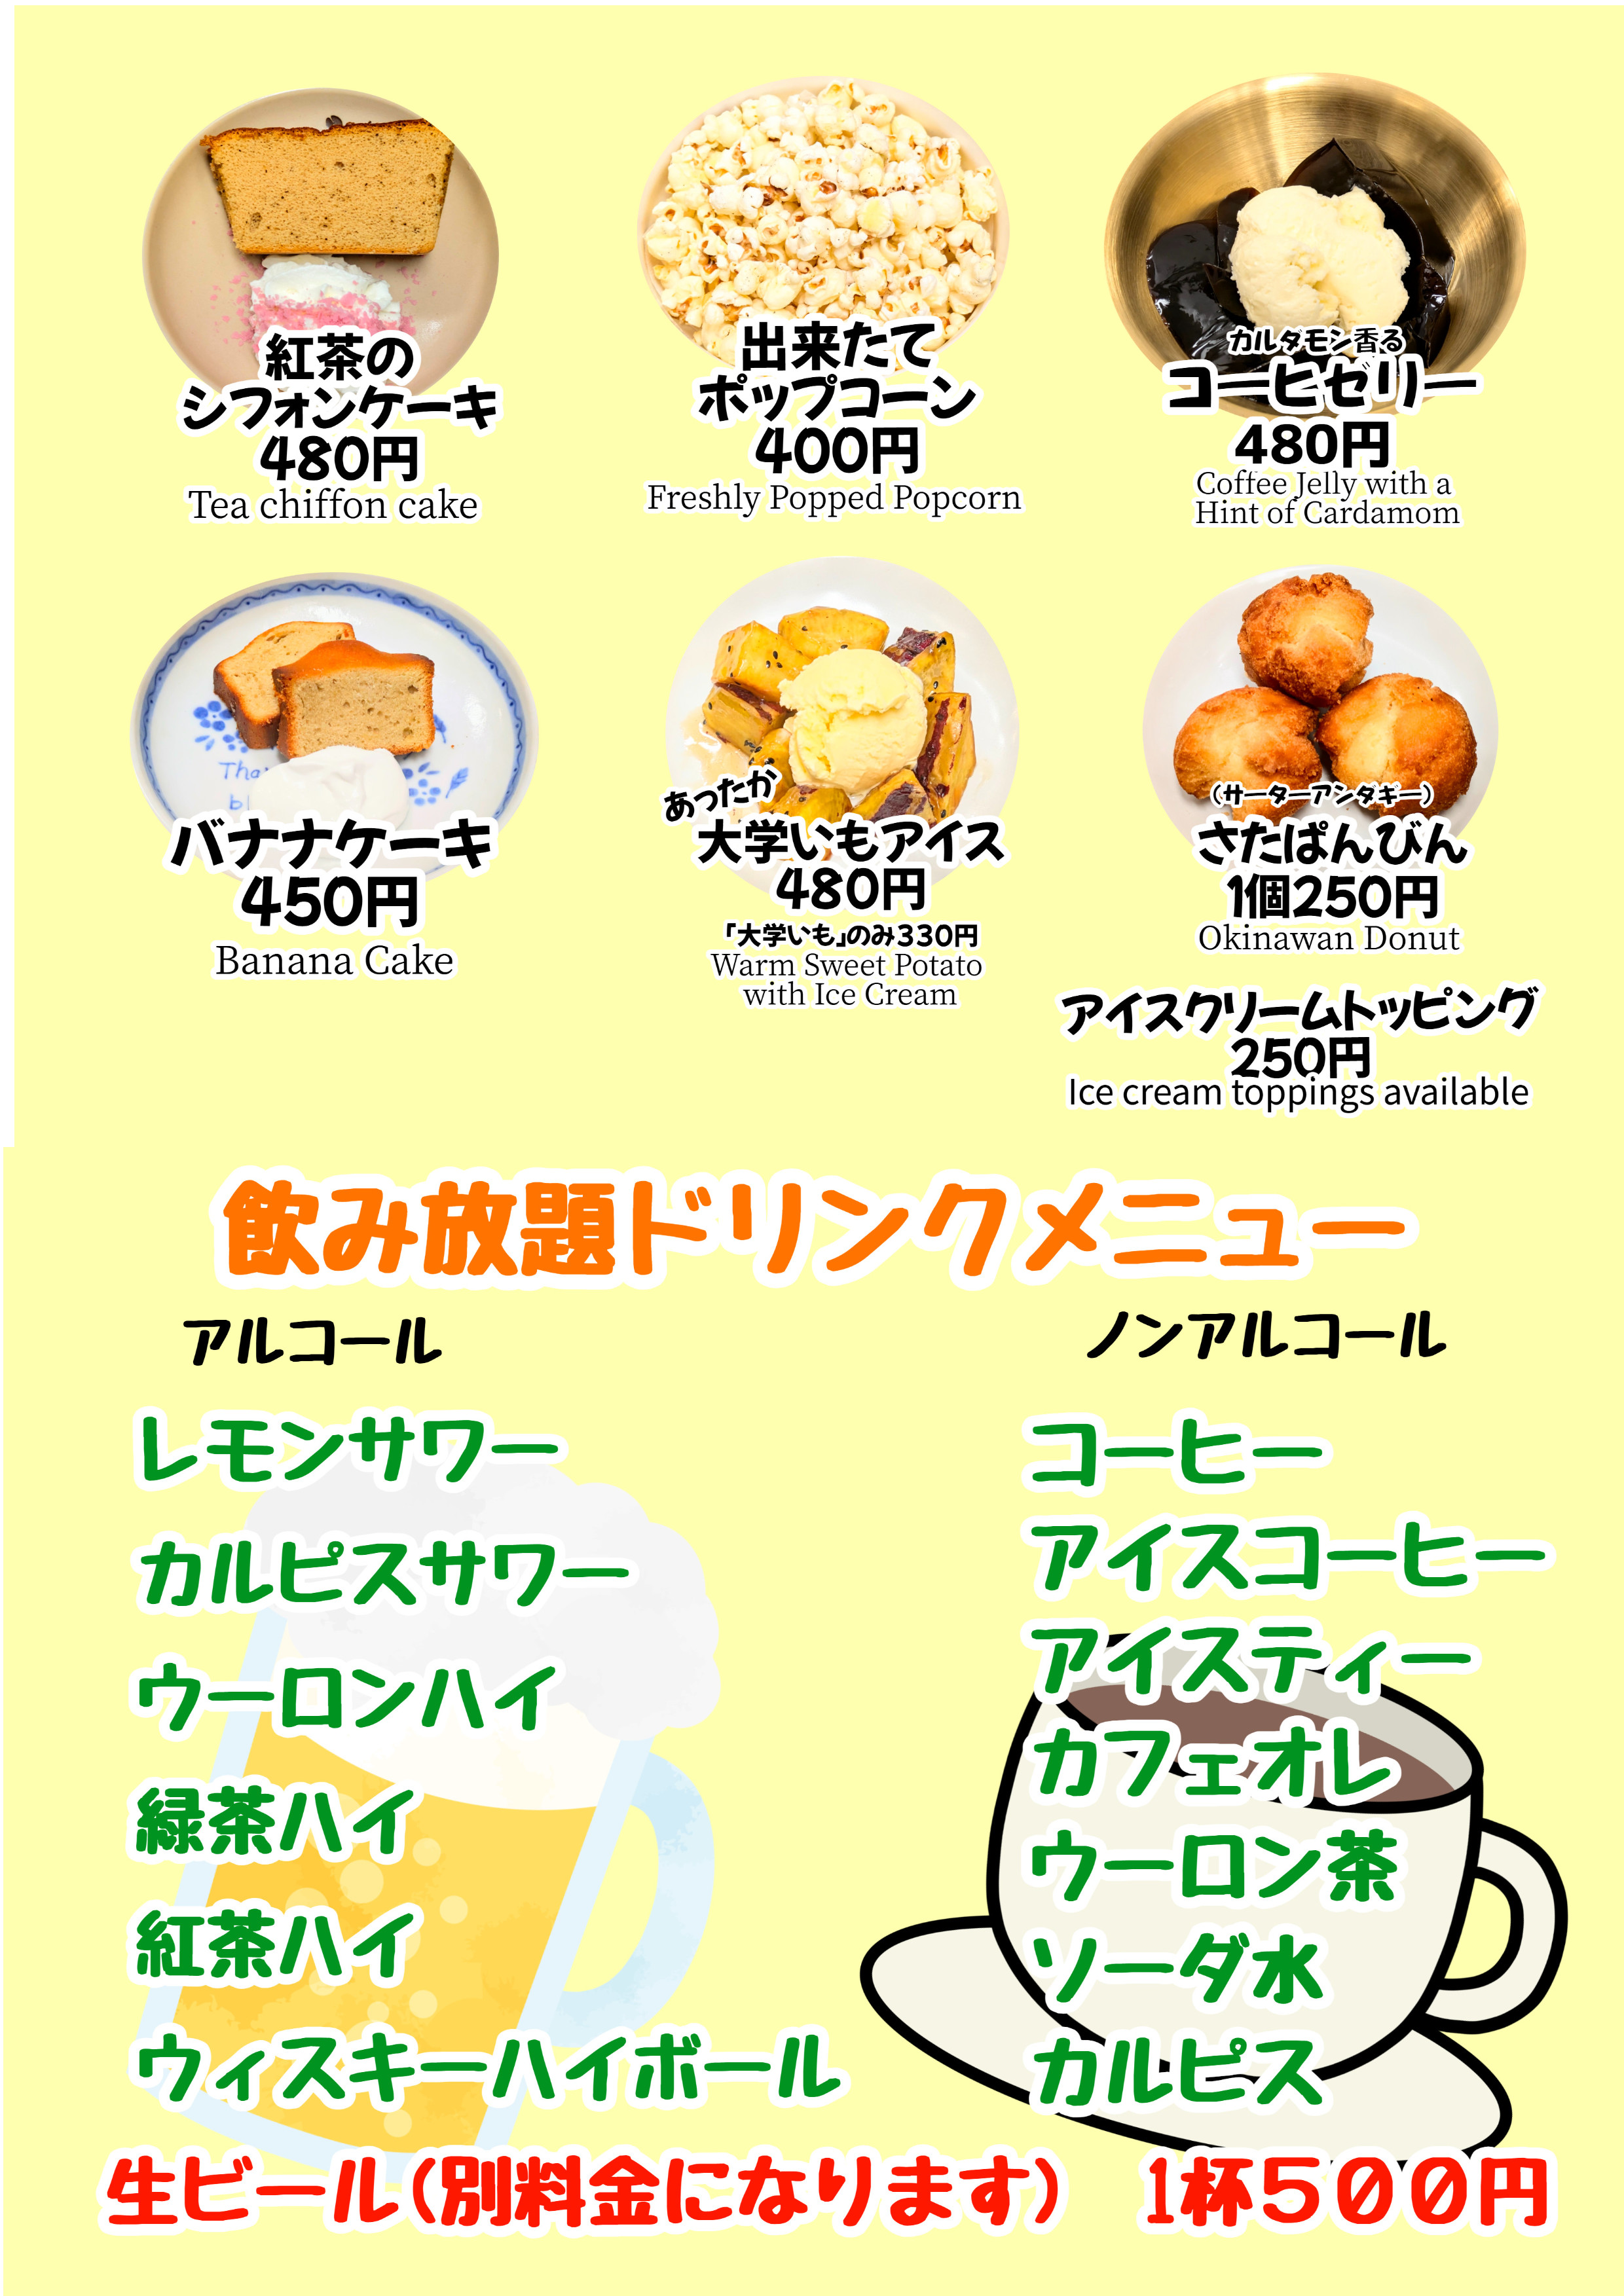 紅茶の
シフォンケーキ
480円
Tea chiffon cake
出来たて
ポップコーン
400円
Freshly Popped Popcorn
カルダモン香る
コーヒゼリー
480円
Coffee Jelly with a
Hint of Cardamom
Tha
bl
バナナケーキ
450円
Banana Cake
あったか
大学いもアイス
480円
「大学いも」のみ330円
Warm Sweet Potato
with Ice Cream
(サーターアンダギー)
さたぱんびん
1個250円
Okinawan Donut
アイスクリームトッピング
250円
Ice cream toppings available
飲み放題ドリンクメニュー
アルコール
レモンサワー
カルピスサワー
ウーロンハイ
緑茶ハイ
紅茶ハイ
ウィスキーハイボール
ノンアルコール
コーヒー
アイスコーヒー
アイスティー
カフェオレ
ウーロン茶
ソーダ水
カルピス
生ビール(別料金になります) 1杯500円